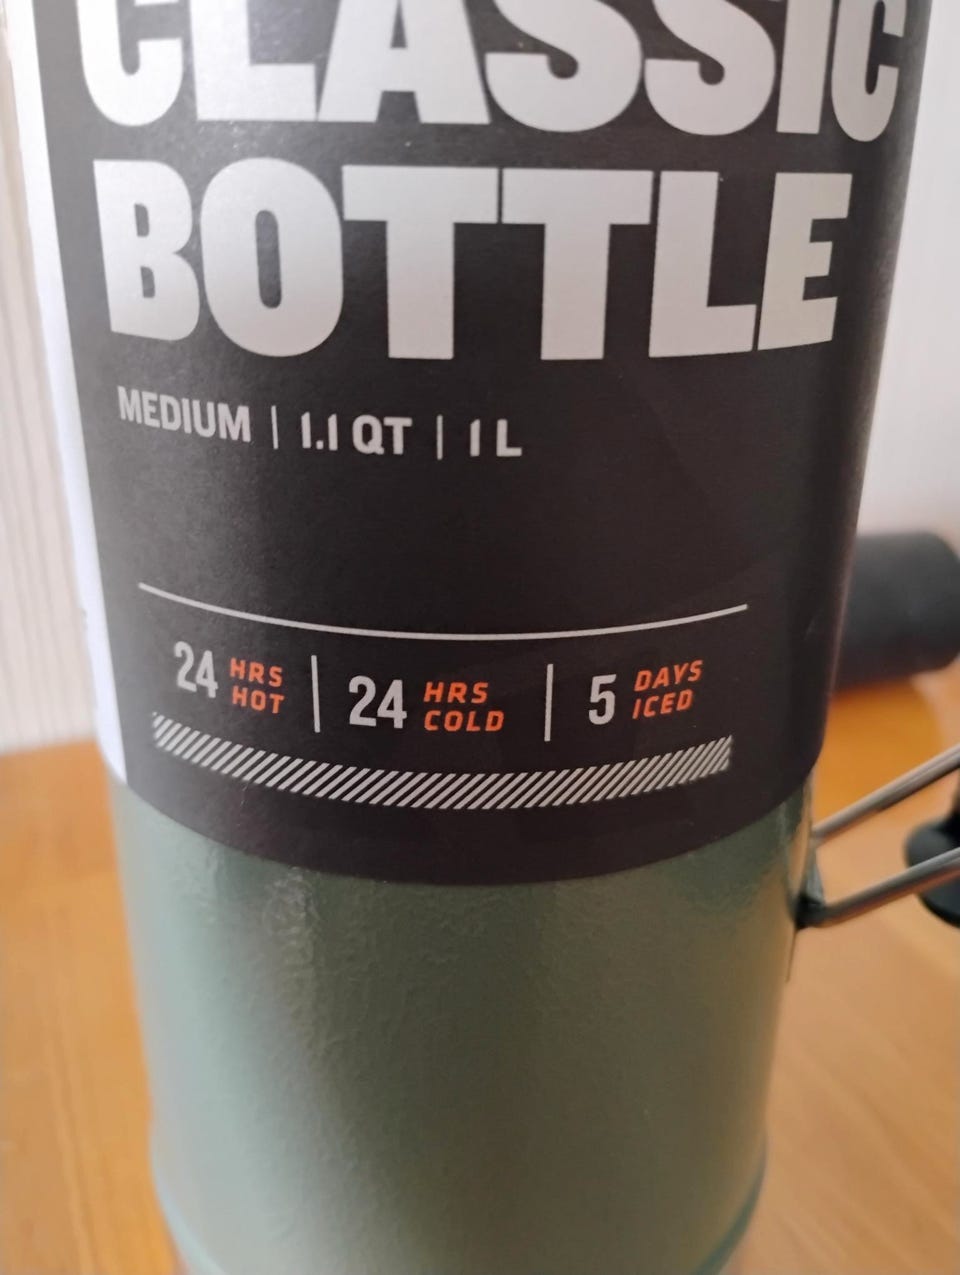 CLASSIC
BOTTLE
MEDIUM | 1.1 QT | 1 L
24 HRS HOT | 24 HRS COLD | 5 DAYS ICED